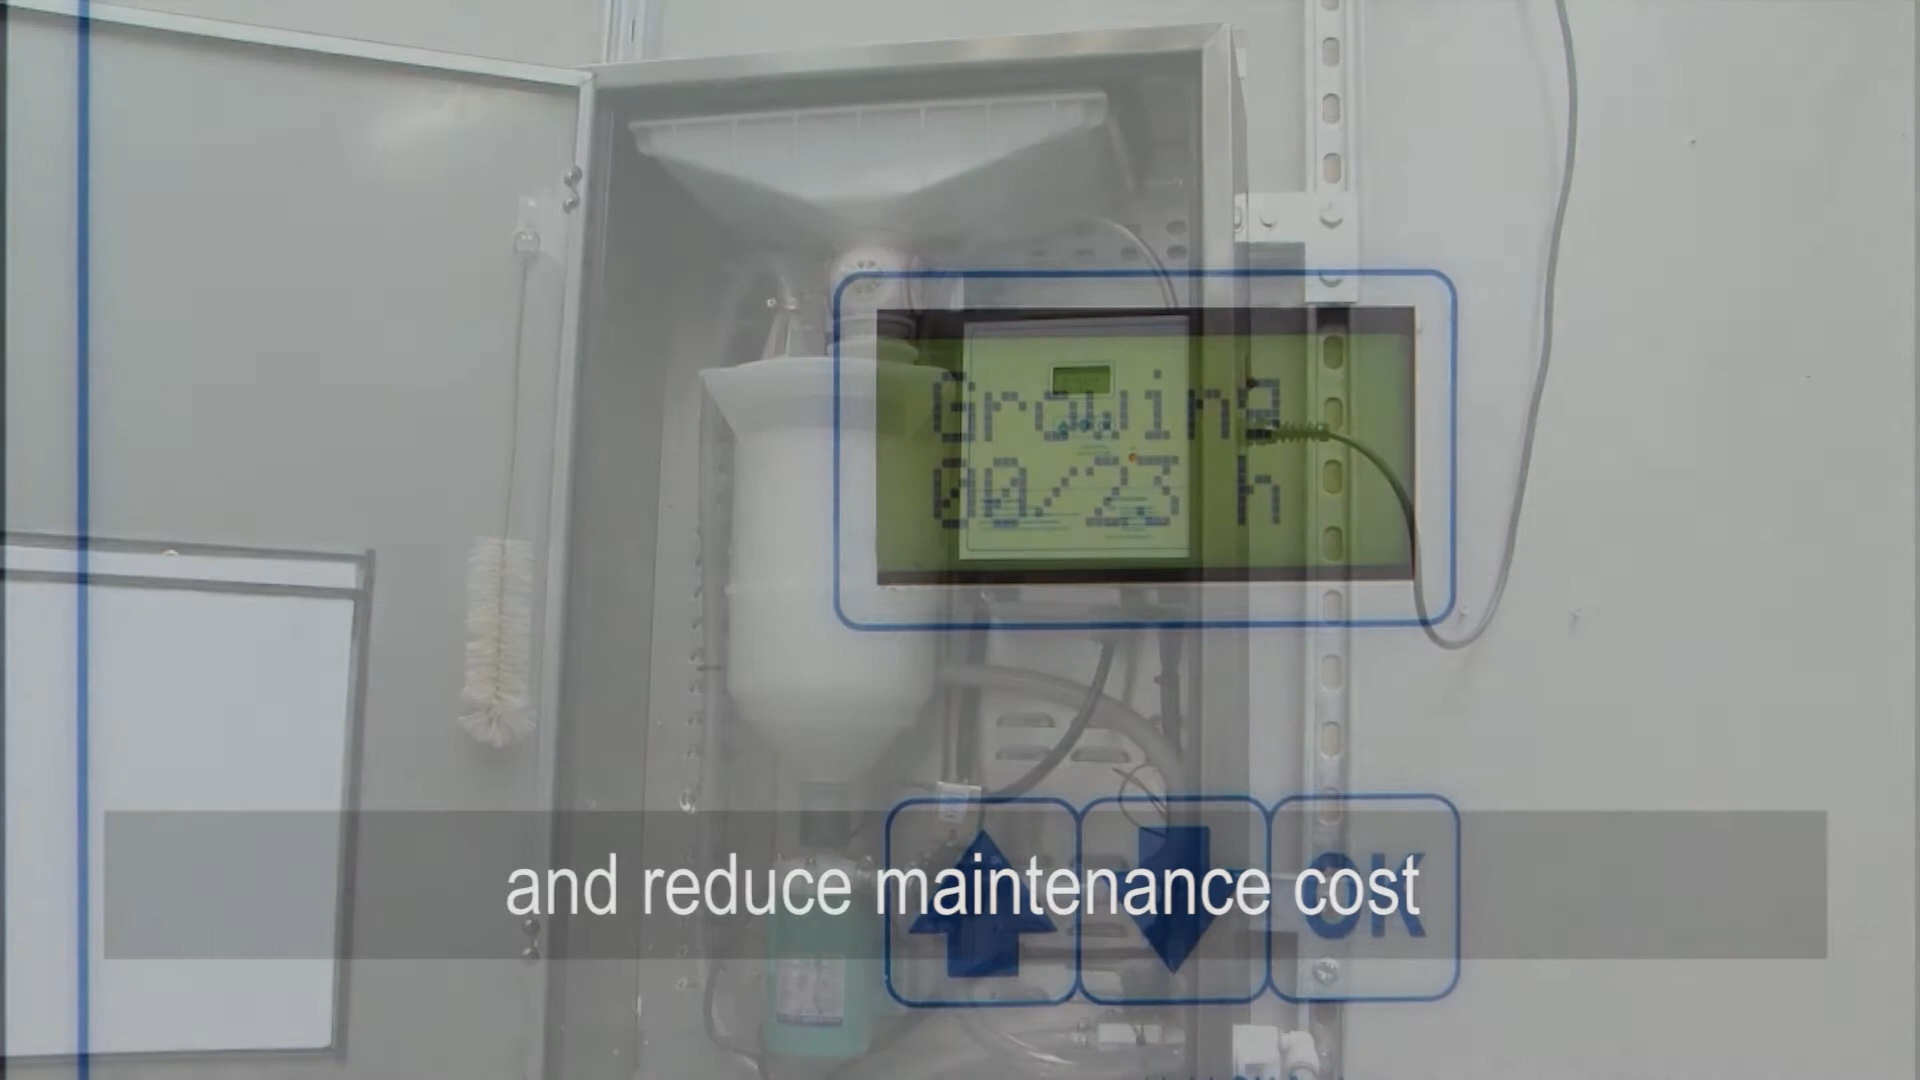 Growing
00/23 h
and reduce maintenance cost
OK